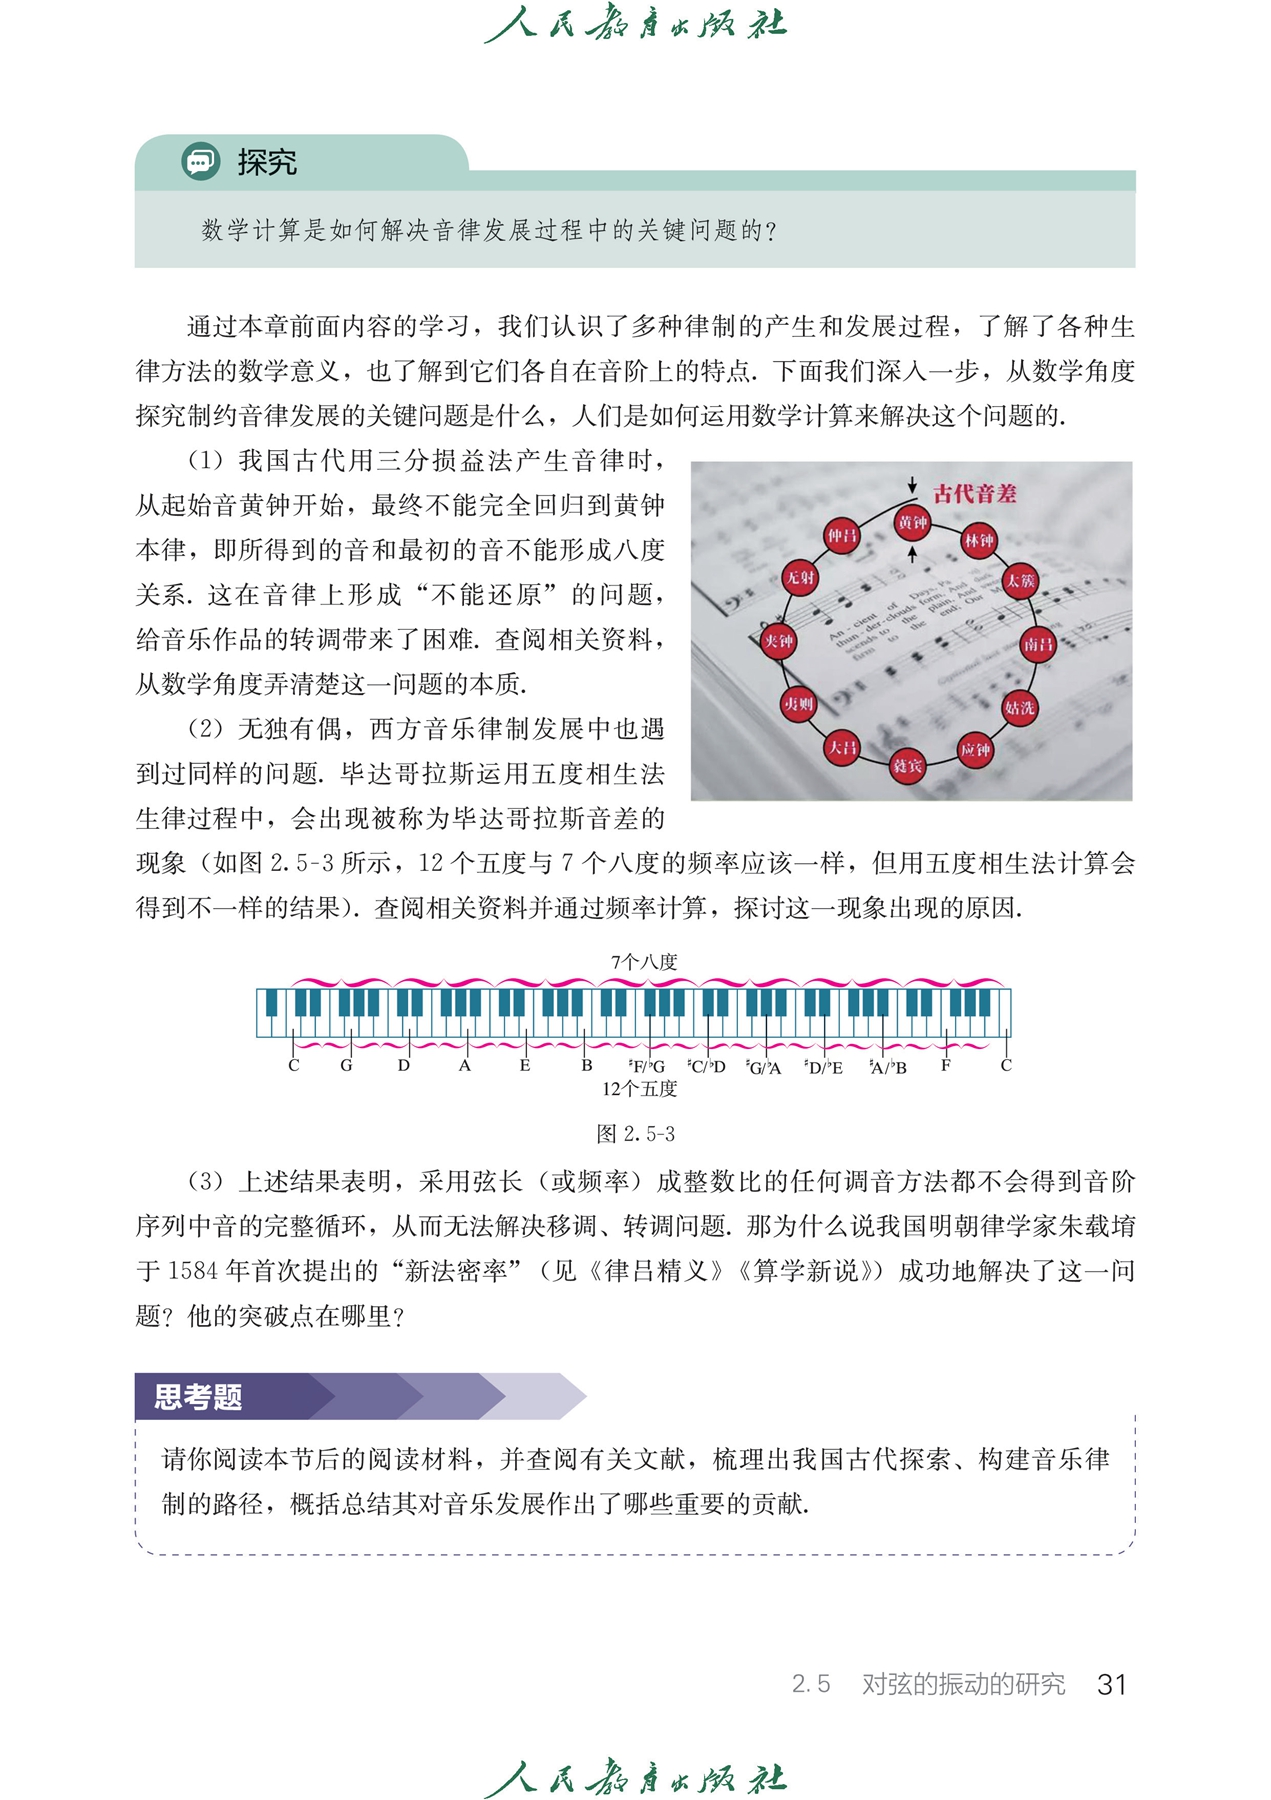 人民教育出版社
探究
数学计算是如何解决音律发展过程中的关键问题的？
通过本章前面内容的学习，我们认识了多种律制的产生和发展过程，了解了各种生
律方法的数学意义，也了解到它们各自在音阶上的特点. 下面我们深入一步，从数学角度
探究制约音律发展的关键问题是什么，人们是如何运用数学计算来解决这个问题的.
（1）我国古代用三分损益法产生音律时，
从起始音黄钟开始，最终不能完全回归到黄钟
本律，即所得到的音和最初的音不能形成八度
关系. 这在音律上形成“不能还原”的问题，
给音乐作品的转调带来了困难. 查阅相关资料，
从数学角度弄清楚这一问题的本质.
古代音差
黄钟
林钟
太簇
南吕
姑洗
应钟
蕤宾
大吕
夷则
夹钟
无射
仲吕
（2）无独有偶，西方音乐律制发展中也遇
到过同样的问题. 毕达哥拉斯运用五度相生法
生律过程中，会出现被称为毕达哥拉斯音差的
现象（如图 2.5-3 所示，12 个五度与 7 个八度的频率应该一样，但用五度相生法计算会
得到不一样的结果）. 查阅相关资料并通过频率计算，探讨这一现象出现的原因.
7个八度
C G D A E B ♯F/♭G ♯C/♭D ♯G/♭A ♯D/♭E ♯A/♭B F C
12个五度
图 2.5-3
（3）上述结果表明，采用弦长（或频率）成整数比的任何调音方法都不会得到音阶
序列中音的完整循环，从而无法解决移调、转调问题. 那为什么说我国明朝律学家朱载堉
于 1584 年首次提出的“新法密率”（见《律吕精义》《算学新说》）成功地解决了这一问
题？他的突破点在哪里？
思考题
请你阅读本节后的阅读材料，并查阅有关文献，梳理出我国古代探索、构建音乐律
制的路径，概括总结其对音乐发展作出了哪些重要的贡献.
2.5 对弦的振动的研究 31
人民教育出版社